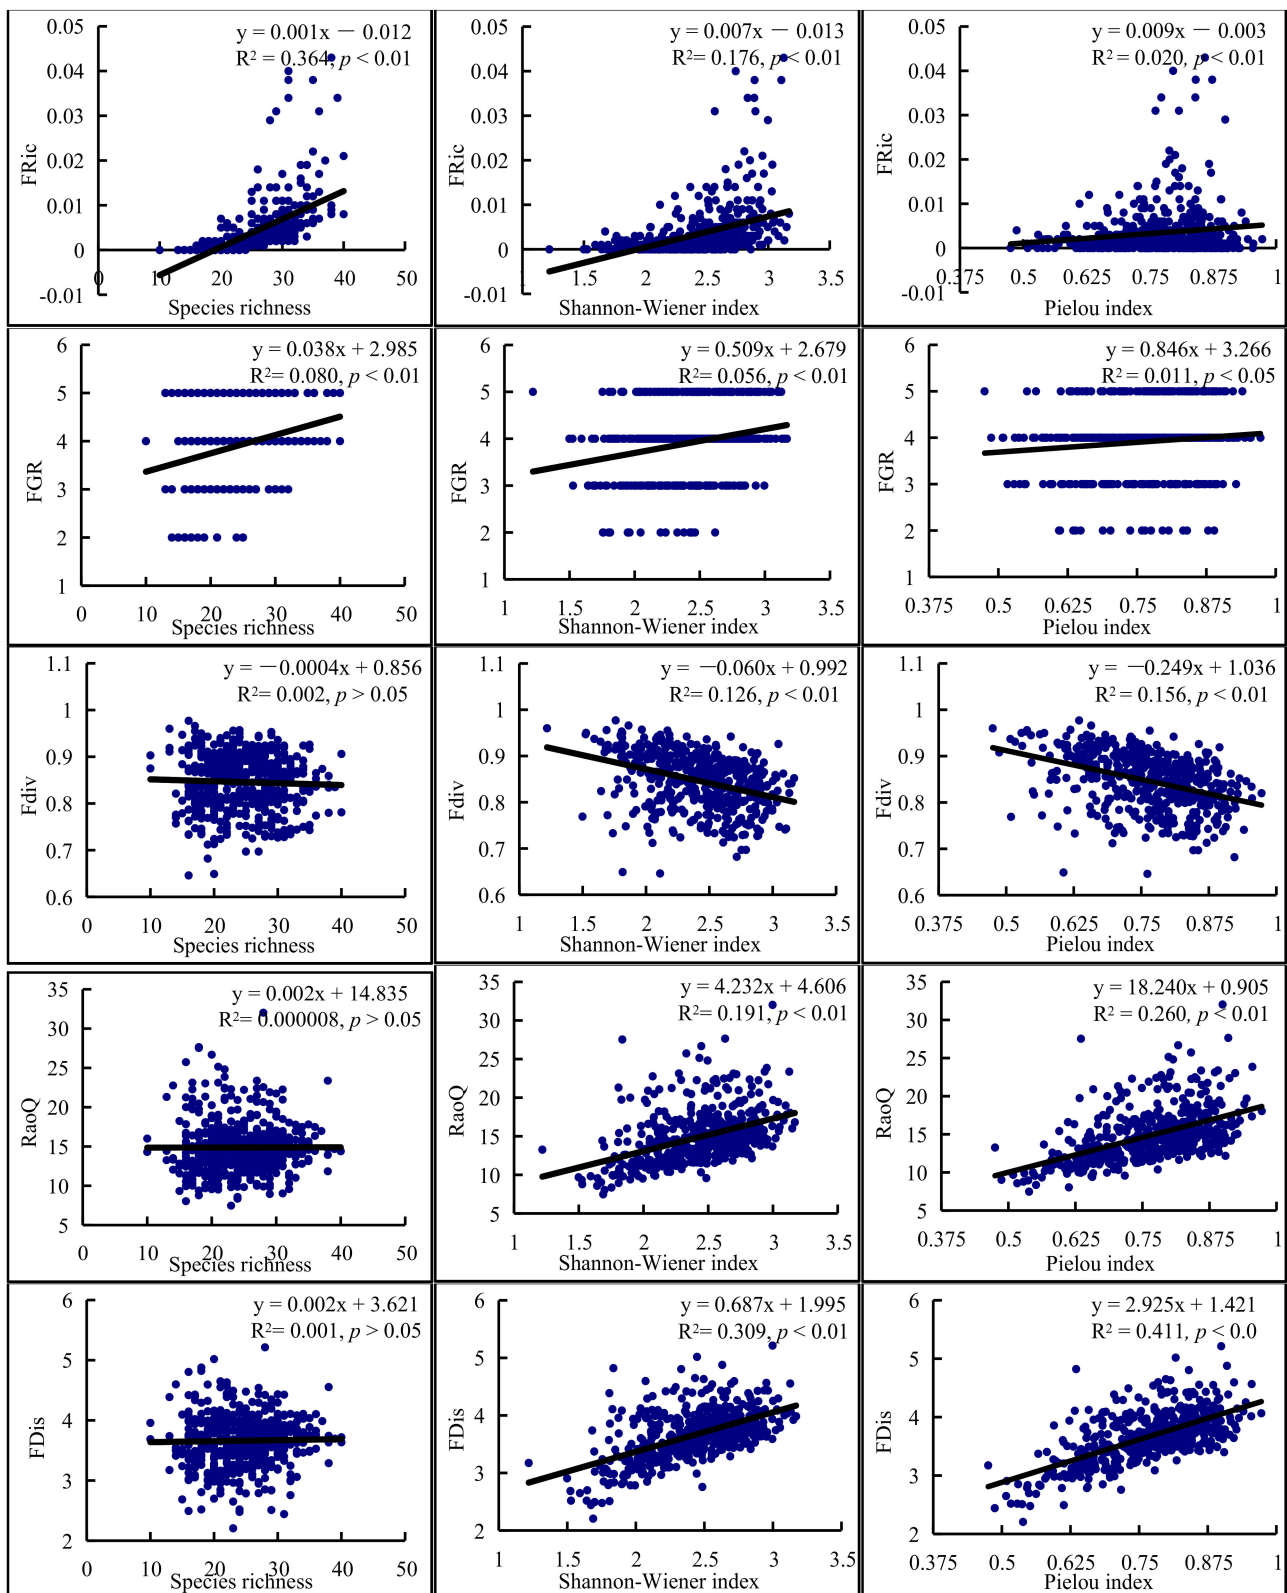 y = 0.001x − 0.012
R² = 0.364, p < 0.01
0.05
0.04
0.03
0.02
0.01
0
-0.01
FRic
0 10 20 30 40 50
Species richness
y = 0.007x − 0.013
R²= 0.176, p < 0.01
0.05
0.04
0.03
0.02
0.01
0
-0.01
FRic
1 1.5 2 2.5 3 3.5
Shannon-Wiener index
y = 0.009x − 0.003
R² = 0.020, p < 0.01
0.05
0.04
0.03
0.02
0.01
0
-0.01
FRic
0.375 0.5 0.625 0.75 0.875 1
Pielou index
y = 0.038x + 2.985
R²= 0.080, p < 0.01
6
5
4
3
2
1
FGR
0 10 20 30 40 50
Species richness
y = 0.509x + 2.679
R²= 0.056, p < 0.01
6
5
4
3
2
1
FGR
1 1.5 2 2.5 3 3.5
Shannon-Wiener index
y = 0.846x + 3.266
R² = 0.011, p < 0.05
6
5
4
3
2
1
FGR
0.375 0.5 0.625 0.75 0.875 1
Pielou index
y = −0.0004x + 0.856
R²= 0.002, p > 0.05
1.1
1
0.9
0.8
0.7
0.6
Fdiv
0 10 20 30 40 50
Species richness
y = −0.060x + 0.992
R²= 0.126, p < 0.01
1.1
1
0.9
0.8
0.7
0.6
Fdiv
1 1.5 2 2.5 3 3.5
Shannon-Wiener index
y = −0.249x + 1.036
R² = 0.156, p < 0.01
1.1
1
0.9
0.8
0.7
0.6
Fdiv
0.375 0.5 0.625 0.75 0.875 1
Pielou index
y = 0.002x + 14.835
R²= 0.000008, p > 0.05
35
30
25
20
15
10
5
RaoQ
0 10 20 30 40 50
Species richness
y = 4.232x + 4.606
R²= 0.191, p < 0.01
35
30
25
20
15
10
5
RaoQ
1 1.5 2 2.5 3 3.5
Shannon-Wiener index
y = 18.240x + 0.905
R² = 0.260, p < 0.01
35
30
25
20
15
10
5
RaoQ
0.375 0.5 0.625 0.75 0.875 1
Pielou index
y = 0.002x + 3.621
R²= 0.001, p > 0.05
6
5
4
3
2
FDis
0 10 20 30 40 50
Species richness
y = 0.687x + 1.995
R²= 0.309, p < 0.01
6
5
4
3
2
FDis
1 1.5 2 2.5 3 3.5
Shannon-Wiener index
y = 2.925x + 1.421
R² = 0.411, p < 0.0
6
5
4
3
2
FDis
0.375 0.5 0.625 0.75 0.875 1
Pielou index